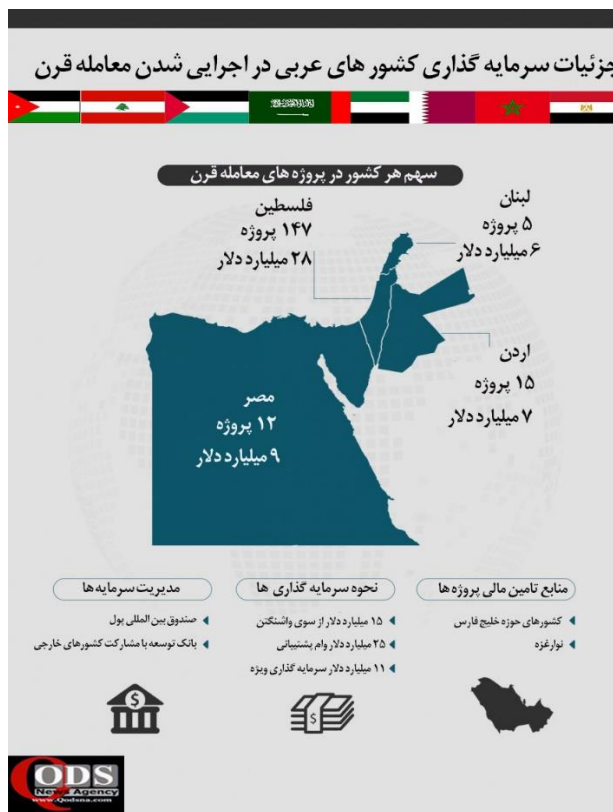 جزئیات سرمایه گذاری کشور های عربی در اجرایی شدن معامله قرن
سهم هر کشور در پروژه های معامله قرن
لبنان
۵ پروژه
۶ میلیارد دلار
فلسطین
۱۴۷ پروژه
۲۸ میلیارد دلار
اردن
۱۵ پروژه
۷ میلیارد دلار
مصر
۱۲ پروژه
۹ میلیارد دلار
منابع تامین مالی پروژه ها
کشورهای حوزه خلیج فارس
نوارغزه
نحوه سرمایه گذاری ها
۱۵ میلیارد دلار از سوی واشنگتن
۲۵ میلیارد دلار وام پشتیبانی
۱۱ میلیارد دلار سرمایه گذاری ویژه
مدیریت سرمایه ها
صندوق بین المللی پول
بانک توسعه با مشارکت کشورهای خارجی
QODS
News Agency
www.Qodsna.com